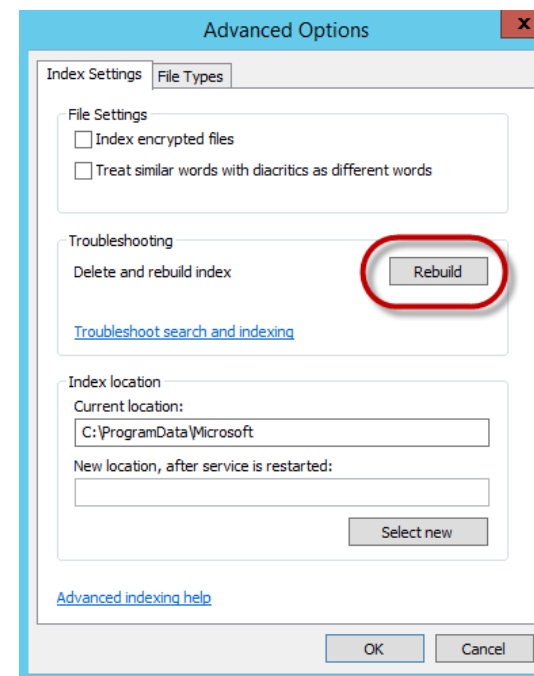 Advanced Options
x
Index Settings
File Types
File Settings
Index encrypted files
Treat similar words with diacritics as different words
Troubleshooting
Delete and rebuild index
Rebuild
Troubleshoot search and indexing
Index location
Current location:
C:\ProgramData\Microsoft
New location, after service is restarted:
Select new
Advanced indexing help
OK
Cancel